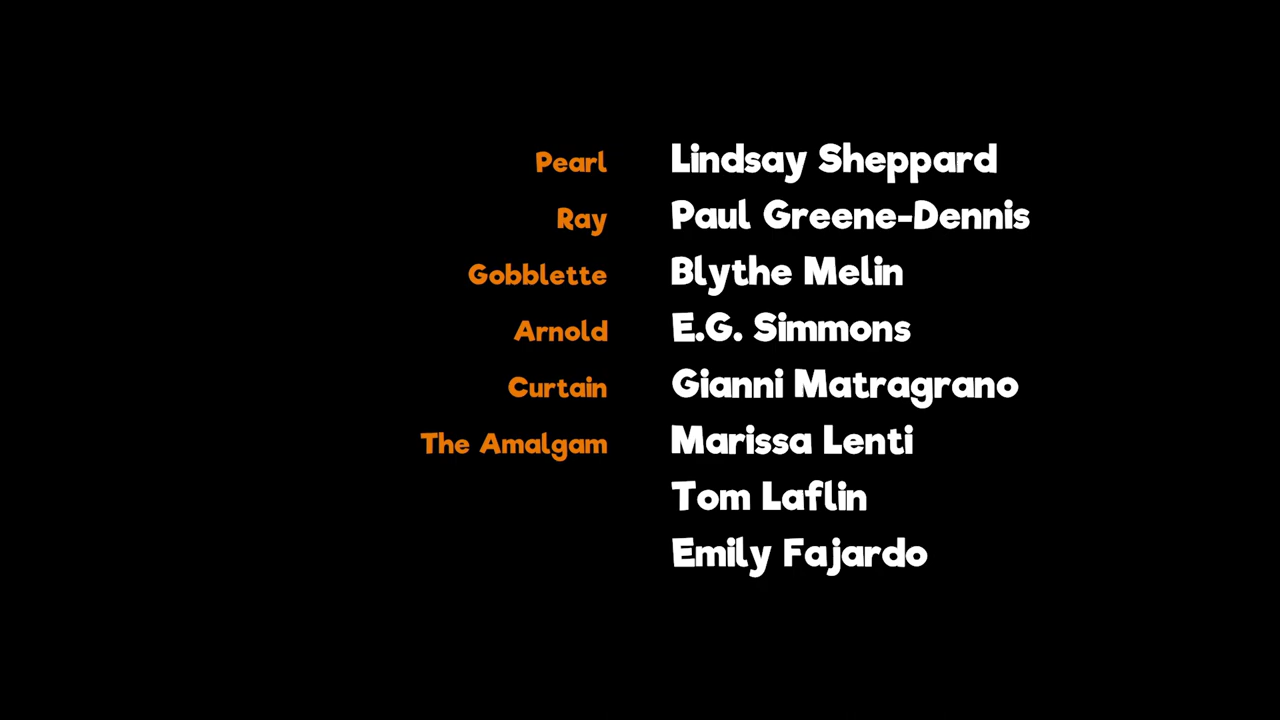 Pearl Lindsay Sheppard
Ray Paul Greene-Dennis
Gobblette Blythe Melin
Arnold E.G. Simmons
Curtain Gianni Matragrano
The Amalgam Marissa Lenti
Tom Laflin
Emily Fajardo